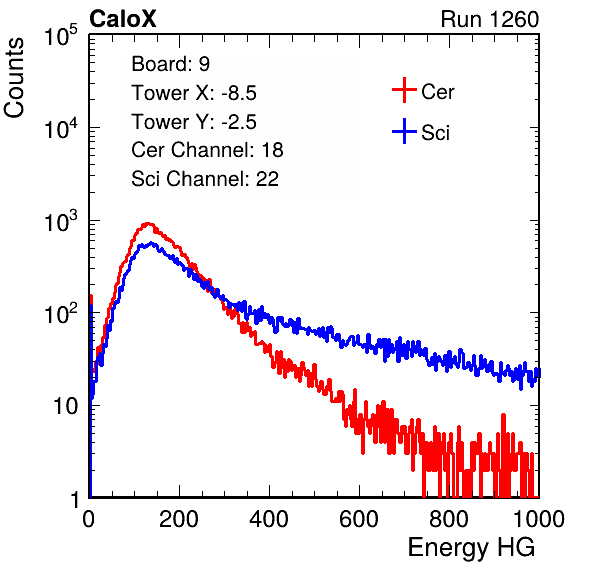 CaloX Run 1260
Counts
Board: 9
Tower X: -8.5
Tower Y: -2.5
Cer Channel: 18
Sci Channel: 22
Cer
Sci
10^5
10^4
10^3
10^2
10
1
0 200 400 600 800 1000
Energy HG